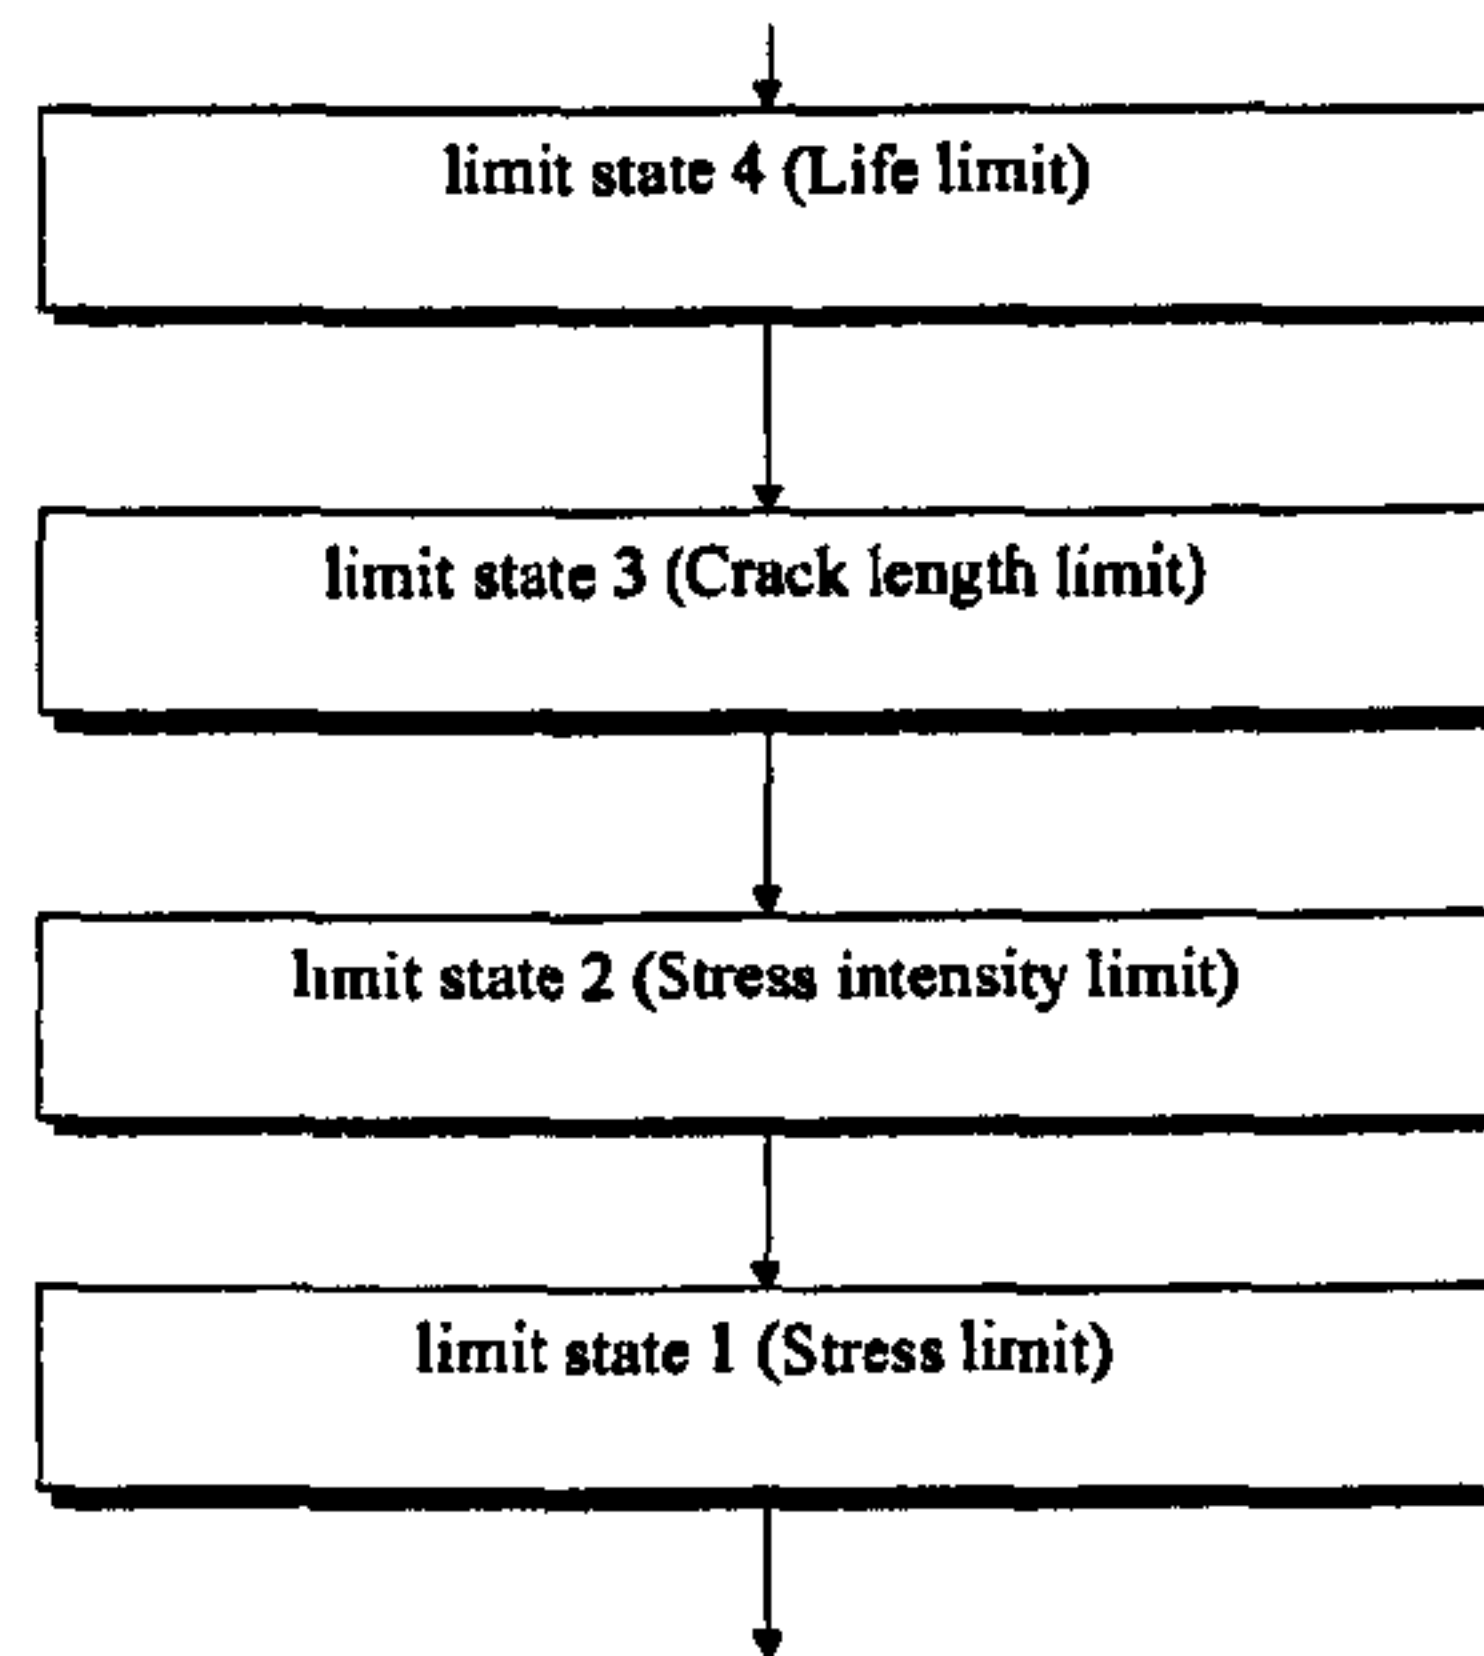 limit state 4 (Life limit)
limit state 3 (Crack length limit)
limit state 2 (Stress intensity limit)
limit state 1 (Stress limit)